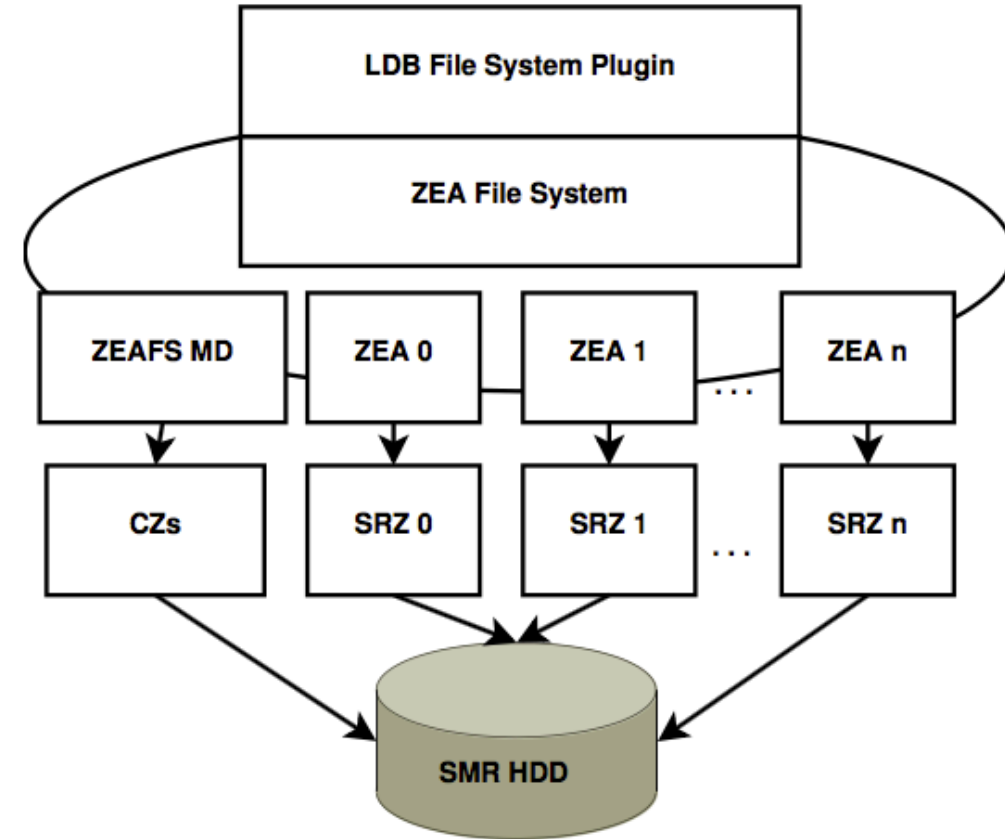 LDB File System Plugin
ZEA File System
ZEAFS MD
ZEA 0
ZEA 1
...
ZEA n
CZs
SRZ 0
SRZ 1
...
SRZ n
SMR HDD